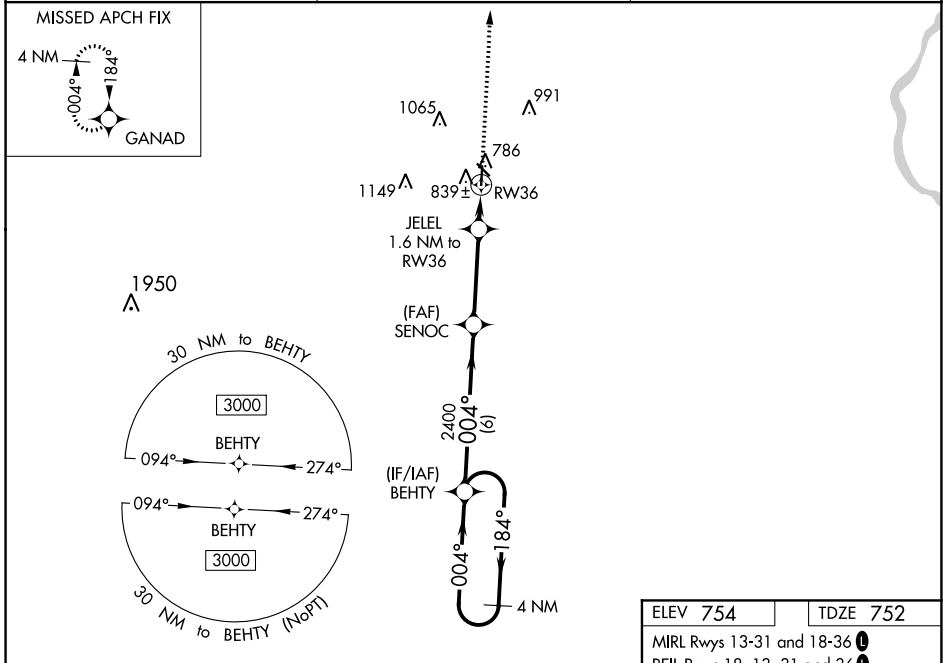 MISSED APCH FIX
4 NM
004°
184°
GANAD
1065
991
786
1149
839±
RW36
JELEL
1.6 NM to
RW36
1950
(FAF)
SENOC
30 NM to BEHTY
3000
BEHTY
094°
274°
2400
004°
(6)
(IF/IAF)
BEHTY
094°
274°
BEHTY
3000
30 NM to BEHTY (NoPT)
004°
184°
4 NM
ELEV 754
TDZE 752
MIRL Rwys 13-31 and 18-36 L